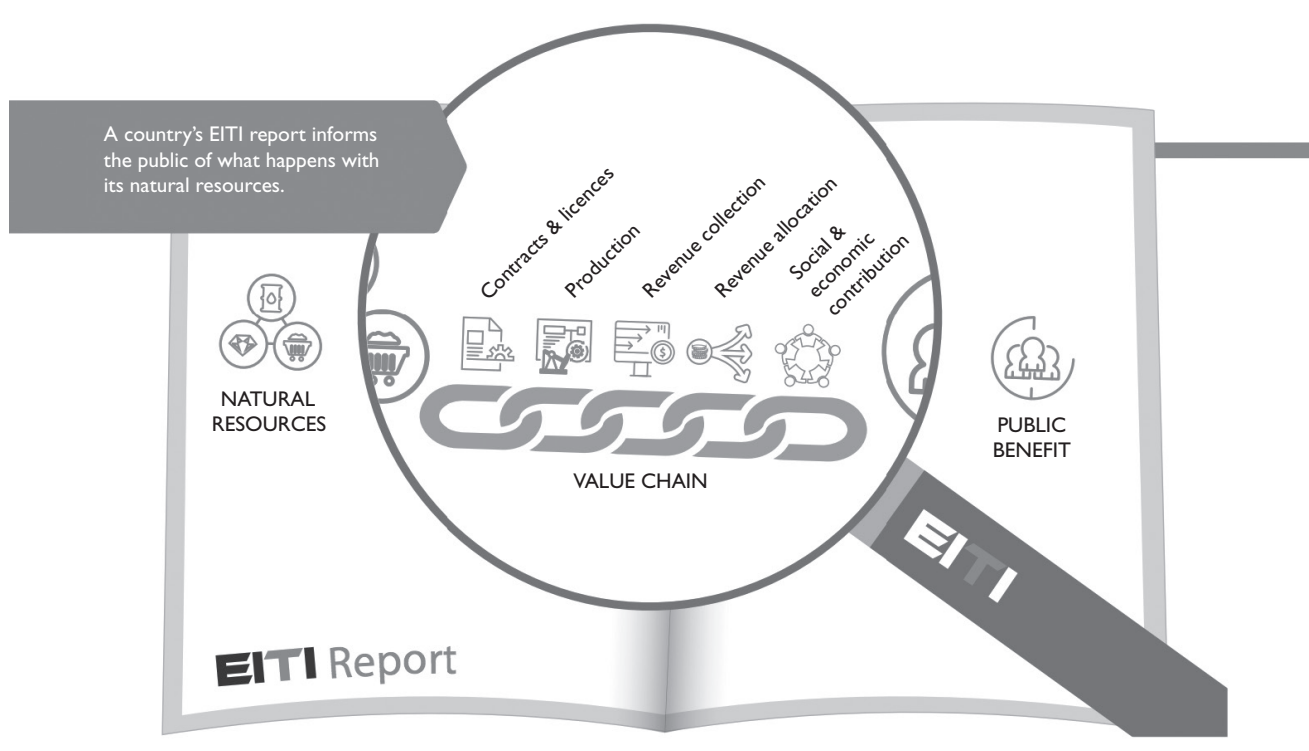 A country's EITI report informs
the public of what happens with
its natural resources.
Contracts & licences
Production
Revenue collection
Revenue allocation
Social &
economic
contribution
NATURAL
RESOURCES
$
VALUE CHAIN
PUBLIC
BENEFIT
EITI
EITI Report